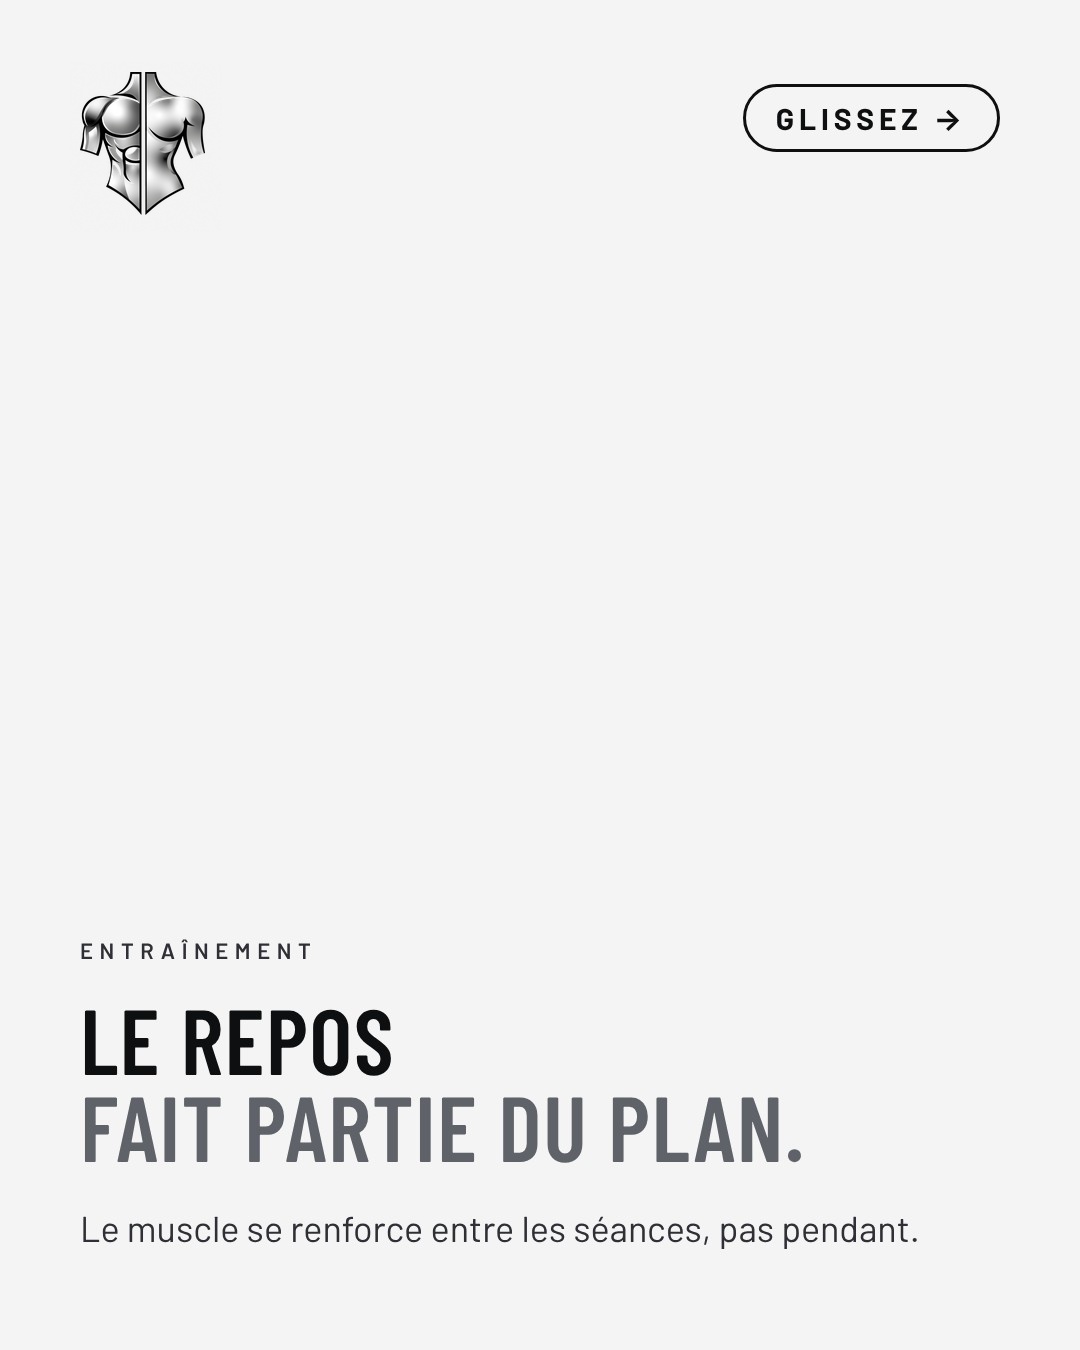 GLISSEZ →
ENTRAÎNEMENT
LE REPOS
FAIT PARTIE DU PLAN.
Le muscle se renforce entre les séances, pas pendant.